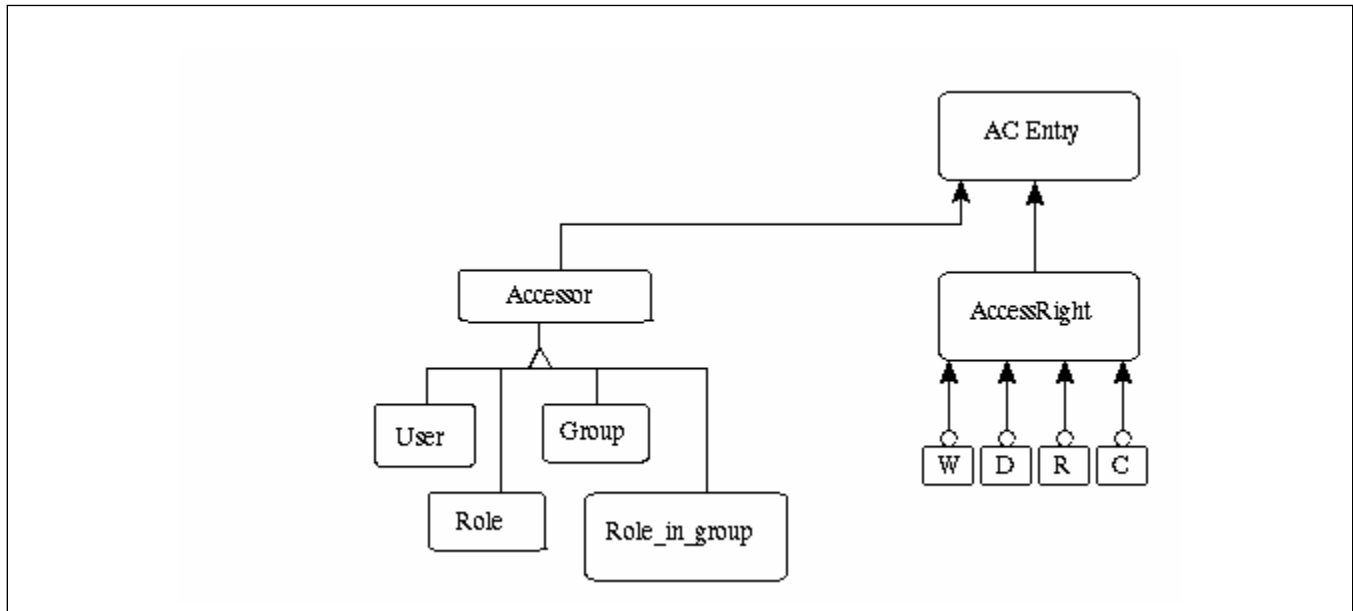 AC Entry
Accessor
AccessRight
User
Group
W D R C
Role
Role_in_group